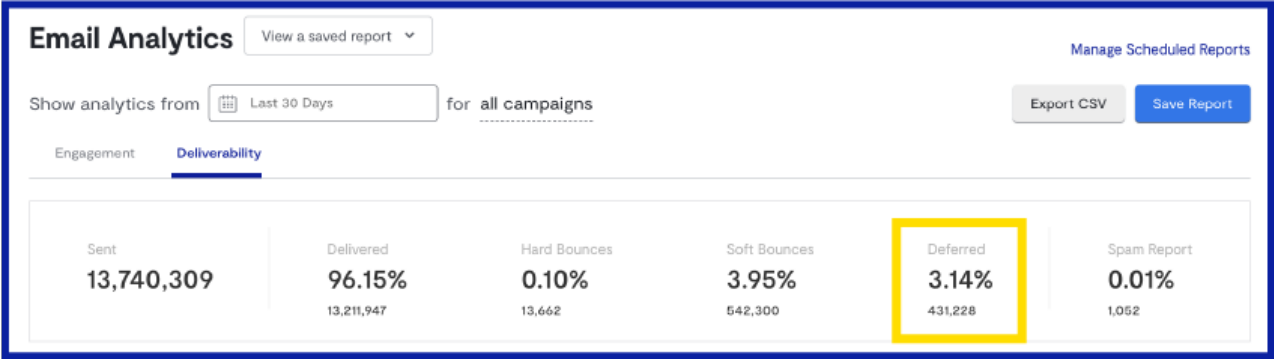 Email Analytics
View a saved report
Manage Scheduled Reports
Show analytics from
Last 30 Days
for all campaigns
Export CSV
Save Report
Engagement
Deliverability
Sent
13,740,309
Delivered
96.15%
13,211,947
Hard Bounces
0.10%
13,662
Soft Bounces
3.95%
542,300
Deferred
3.14%
431,228
Spam Report
0.01%
1,052